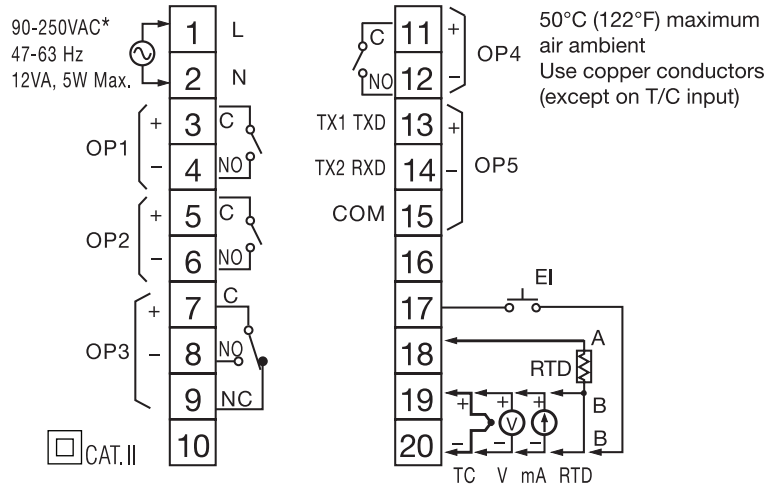 90-250VAC*
47-63 Hz
12VA, 5W Max.
1 L
2 N
OP1
+ 3 C
− 4 NO
OP2
+ 5 C
− 6 NO
OP3
+ 7 C
− 8 NO
9 NC
CAT. II
10
C 11 +
NO 12 −
OP4
50°C (122°F) maximum
air ambient
Use copper conductors
(except on T/C input)
TX1 TXD 13 +
TX2 RXD 14 − OP5
COM 15
16
17 EI
18 A
RTD
19 + + + B
V
20 − − − B
TC V mA RTD